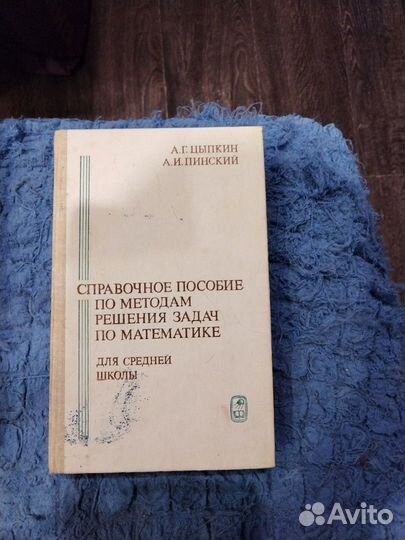 А.Г.ЦЫПКИН
А.И.ПИНСКИЙ
СПРАВОЧНОЕ ПОСОБИЕ
ПО МЕТОДАМ
РЕШЕНИЯ ЗАДАЧ
ПО МАТЕМАТИКЕ
ДЛЯ СРЕДНЕЙ
ШКОЛЫ
Avito